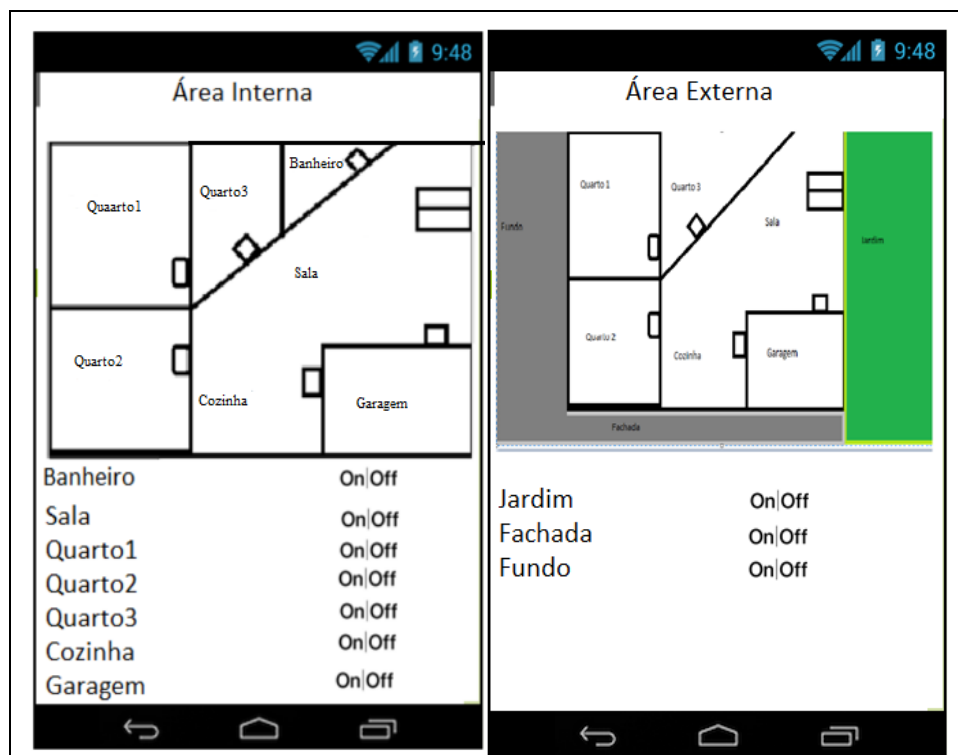 9:48
Área Interna
Banheiro
Quarto3
Quaarto1
Sala
Quarto2
Cozinha
Garagem
Banheiro On|Off
Sala On|Off
Quarto1 On|Off
Quarto2 On|Off
Quarto3 On|Off
Cozinha On|Off
Garagem On|Off
9:48
Área Externa
Quarto 1
Quarto 3
Sala
Fundo
Jardim
Quarto 2
Cozinha
Garagem
Fachada
Jardim On|Off
Fachada On|Off
Fundo On|Off